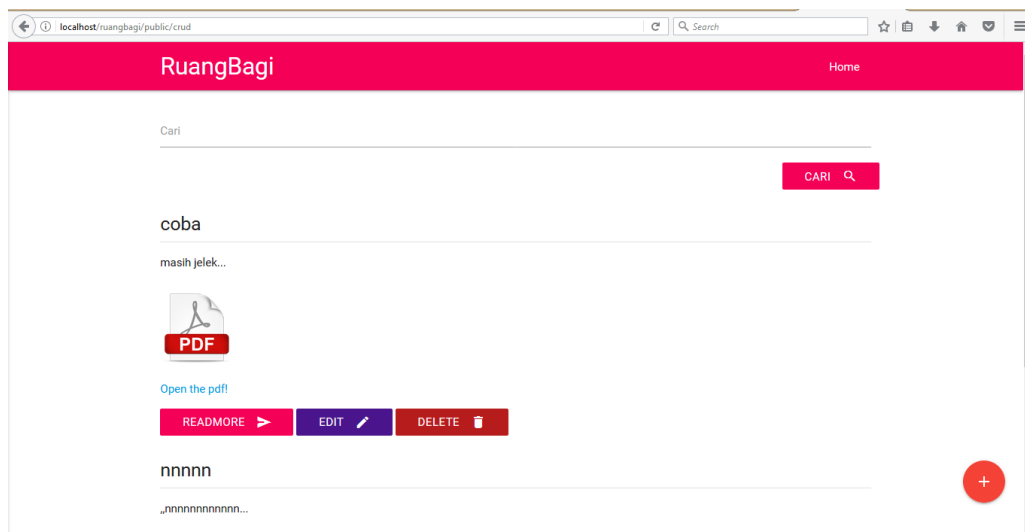 localhost/ruangbagi/public/crud
Search
RuangBagi
Home
Cari
CARI
coba
masih jelek...
PDF
Open the pdf!
READMORE
EDIT
DELETE
nnnnn
,,nnnnnnnnnnnn...